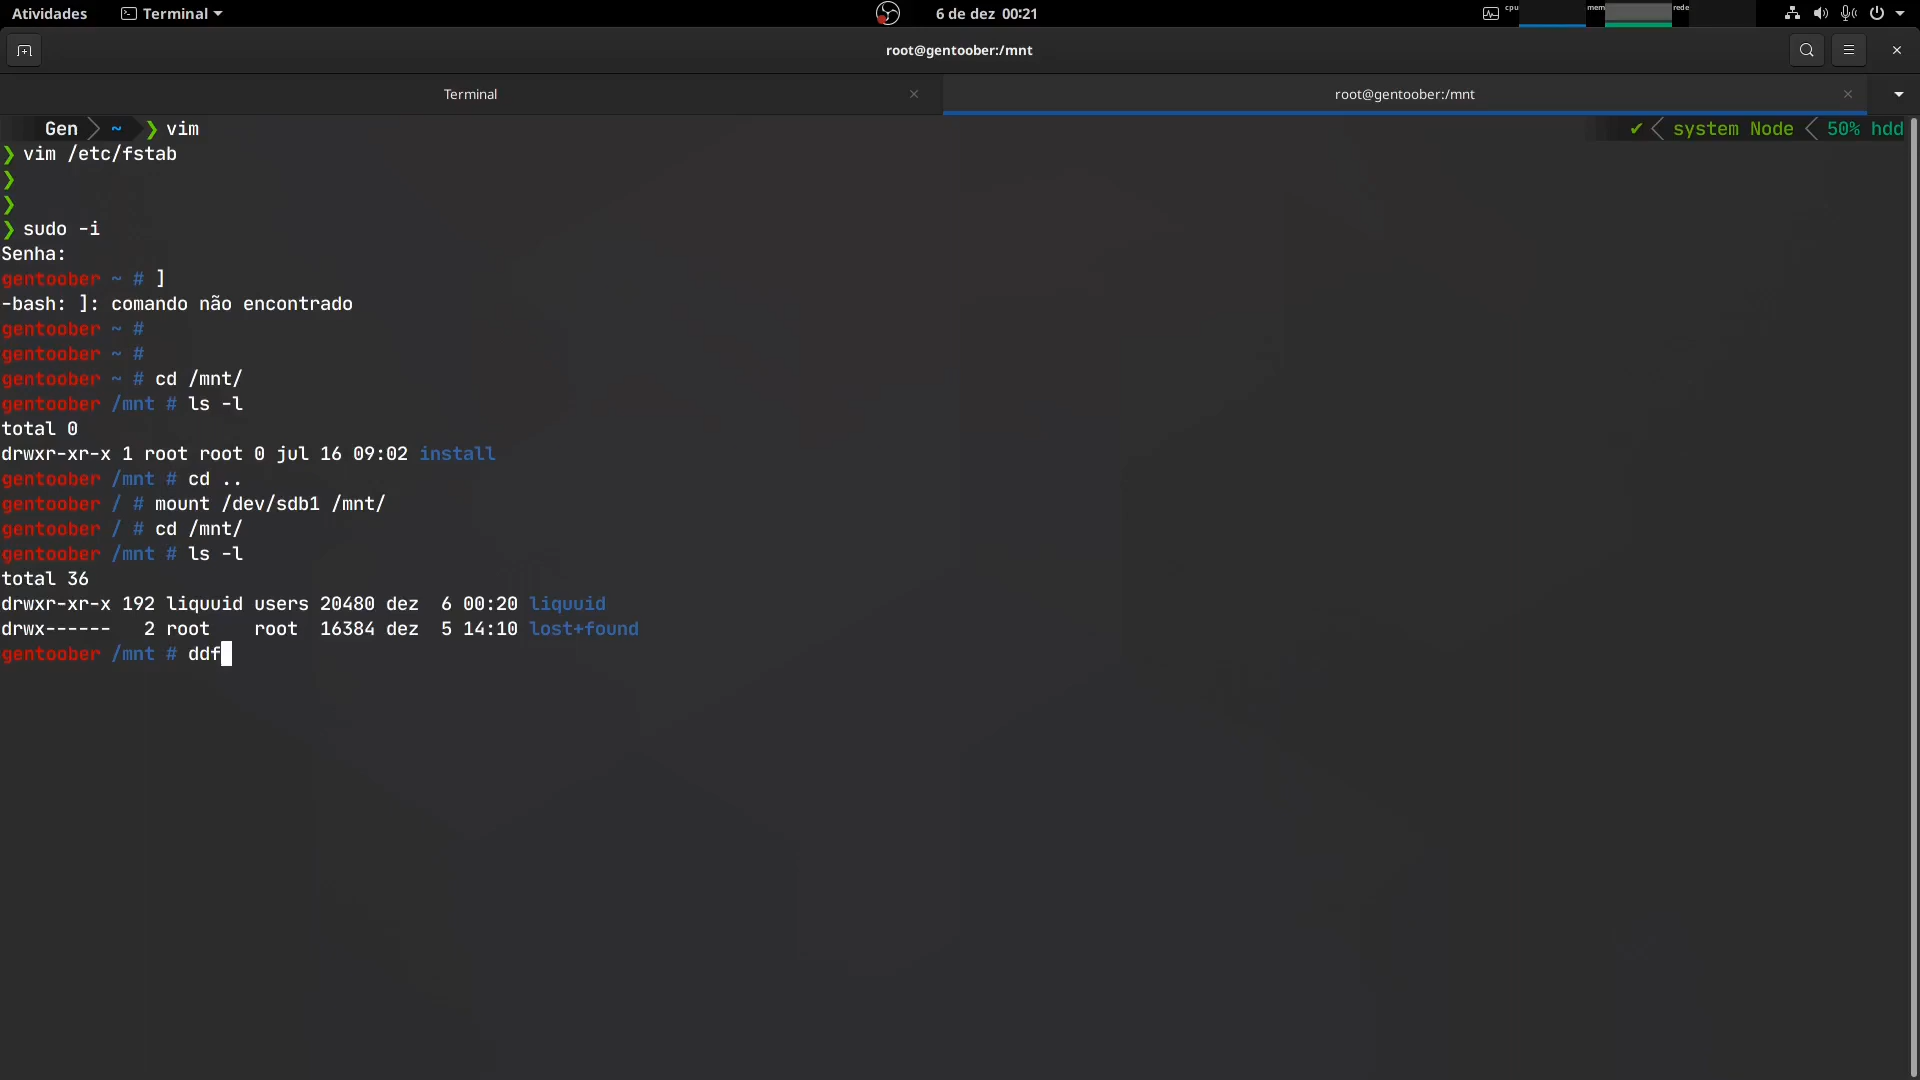 Atividades Terminal 6 de dez 00:21 cpu mem rede
root@gentoober:/mnt
Terminal root@gentoober:/mnt
Gen ~ ❯ vim ✔ system Node 50% hdd
❯ vim /etc/fstab
❯
❯
❯ sudo -i
Senha:
gentoober ~ # ]
-bash: ]: comando não encontrado
gentoober ~ #
gentoober ~ #
gentoober ~ # cd /mnt/
gentoober /mnt # ls -l
total 0
drwxr-xr-x 1 root root 0 jul 16 09:02 install
gentoober /mnt # cd ..
gentoober / # mount /dev/sdb1 /mnt/
gentoober / # cd /mnt/
gentoober /mnt # ls -l
total 36
drwxr-xr-x 192 liquuid users 20480 dez  6 00:20 liquuid
drwx------   2 root    root  16384 dez  5 14:10 lost+found
gentoober /mnt # ddf